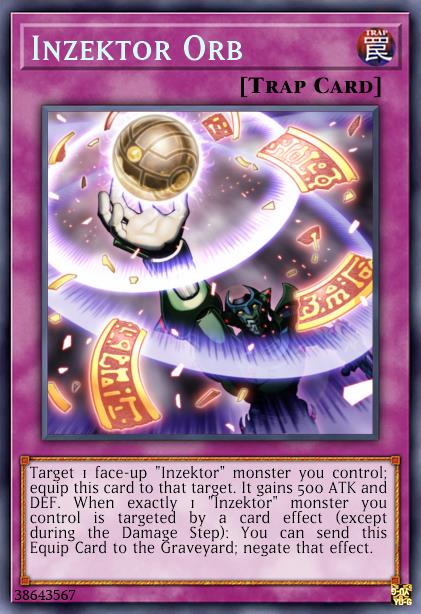 Inzektor Orb
TRAP
罠
[Trap Card]
Target 1 face-up "Inzektor" monster you control;
equip this card to that target. It gains 500 ATK and
DEF. When exactly 1 "Inzektor" monster you
control is targeted by a card effect (except
during the Damage Step): You can send this
Equip Card to the Graveyard; negate that effect.
38643567